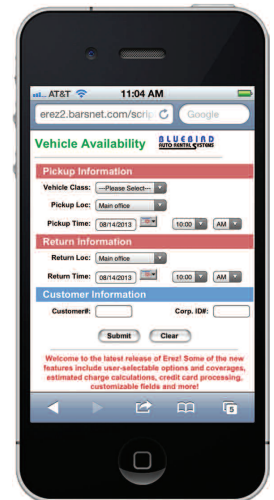 AT&T 11:04 AM
erez2.barsnet.com/scrip Google
Vehicle Availability BLUEBIRD
AUTO RENTAL SYSTEMS
Pickup Information
Vehicle Class: ---Please Select---
Pickup Loc: Main office
Pickup Time: 08/14/2013 10:00 AM
Return Information
Return Loc: Main office
Return Time: 08/14/2013 10:00 AM
Customer Information
Customer#: Corp. ID#:
Submit Clear
Welcome to the latest release of Erez! Some of the new
features include user-selectable options and coverages,
estimated charge calculations, credit card processing,
customizable fields and more!
5